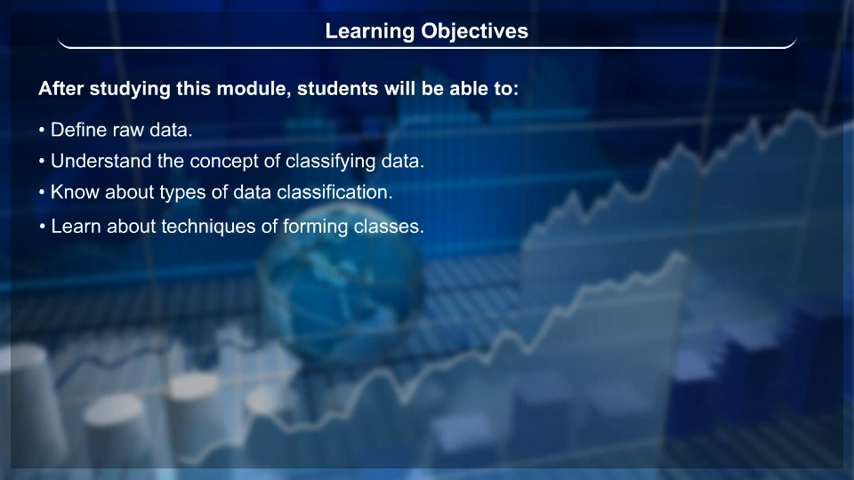 Learning Objectives
After studying this module, students will be able to:
• Define raw data.
• Understand the concept of classifying data.
• Know about types of data classification.
• Learn about techniques of forming classes.